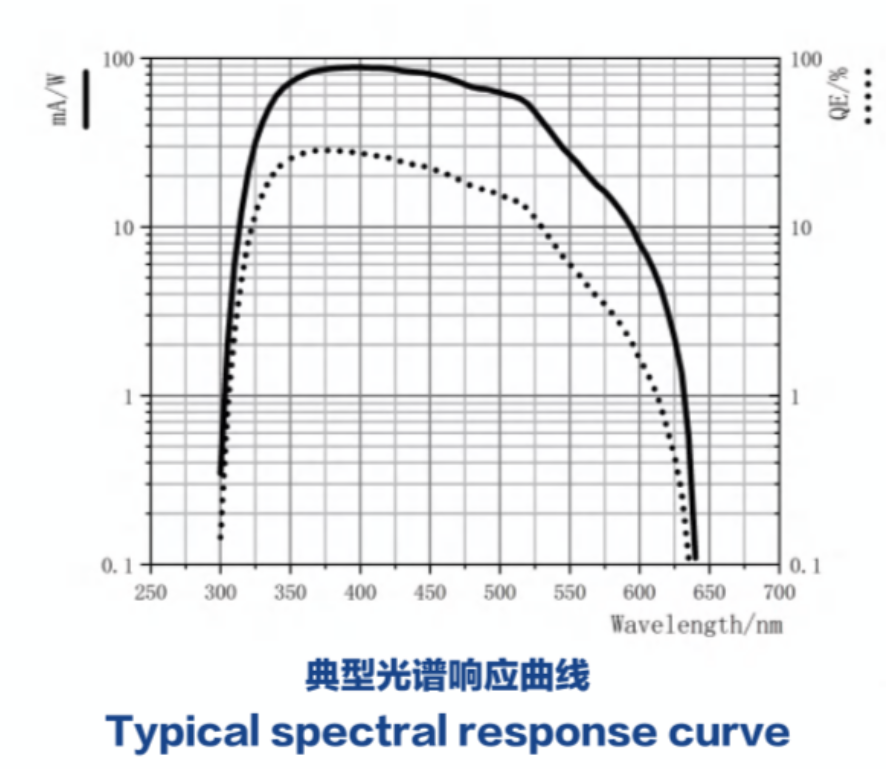 100
100
mA/W
QE/%
10
10
1
1
0.1
0.1
250 300 350 400 450 500 550 600 650 700
Wavelength/nm
典型光谱响应曲线
Typical spectral response curve